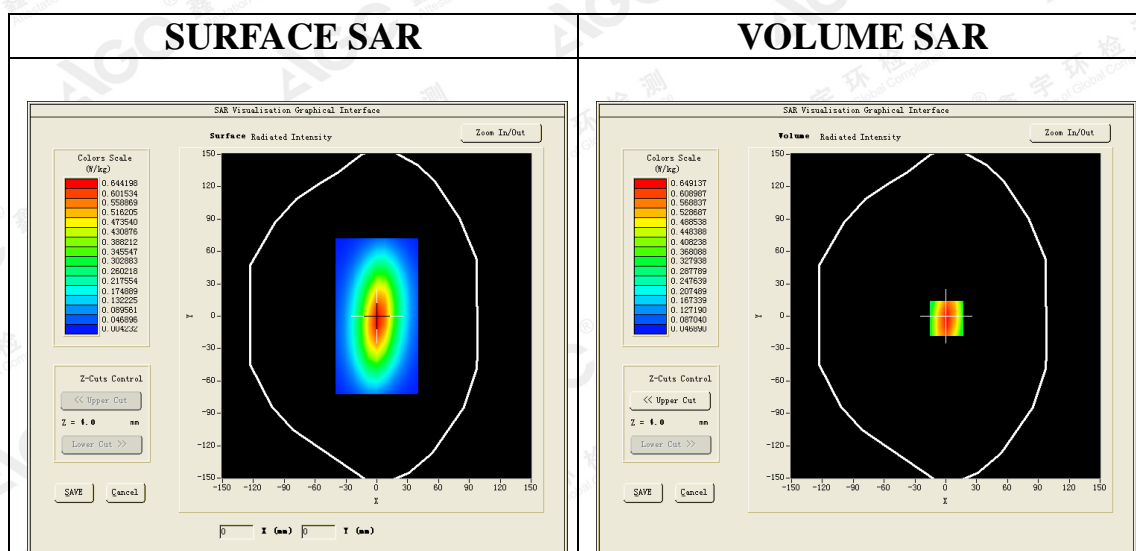 SURFACE SAR
VOLUME SAR
SAR Visualisation Graphical Interface
Surface Radiated Intensity
Zoom In/Out
Colors Scale
(W/kg)
0.644198
0.601534
0.558869
0.516205
0.473540
0.430876
0.388212
0.345547
0.302883
0.260218
0.217554
0.174889
0.132225
0.089561
0.046896
0.004232
150
120
90
60
30
0
-30
-60
-90
-120
-150
Y
-150 -120 -90 -60 -30 0 30 60 90 120 150
X
Z-Cuts Control
<< Upper Cut
Z = 4.0 mm
Lower Cut >>
SAVE
Cancel
0 X (mm) 0 Y (mm)
SAR Visualisation Graphical Interface
Volume Radiated Intensity
Zoom In/Out
Colors Scale
(W/kg)
0.649137
0.608987
0.568837
0.528687
0.488538
0.448388
0.408238
0.368088
0.327938
0.287789
0.247639
0.207489
0.167339
0.127190
0.087040
0.046890
150
120
90
60
30
0
-30
-60
-90
-120
-150
Y
-150 -120 -90 -60 -30 0 30 60 90 120 150
X
Z-Cuts Control
<< Upper Cut
Z = 4.0 mm
Lower Cut >>
SAVE
Cancel